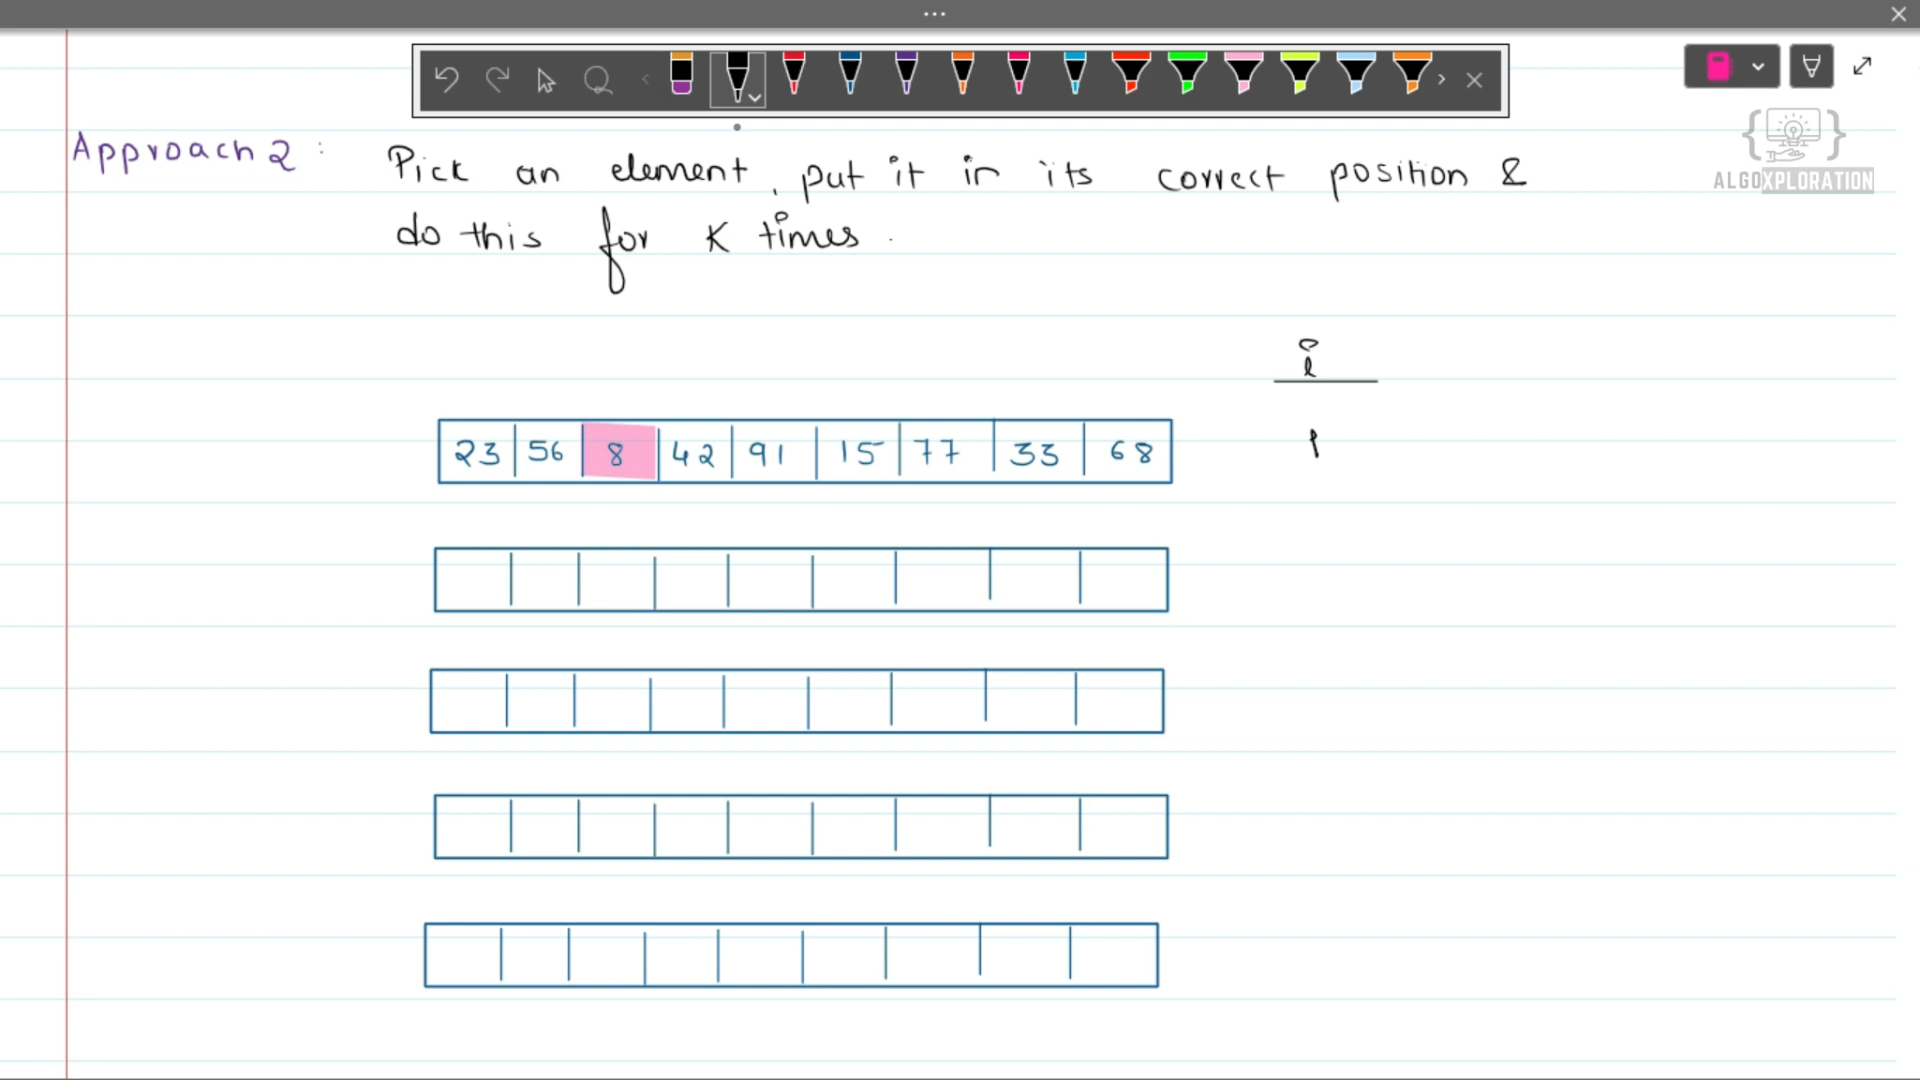 Approach 2 :
Pick an element, put it in its correct position &
do this for K times.
i
23 56 8 42 91 15 77 33 68
1
ALGOXPLORATION